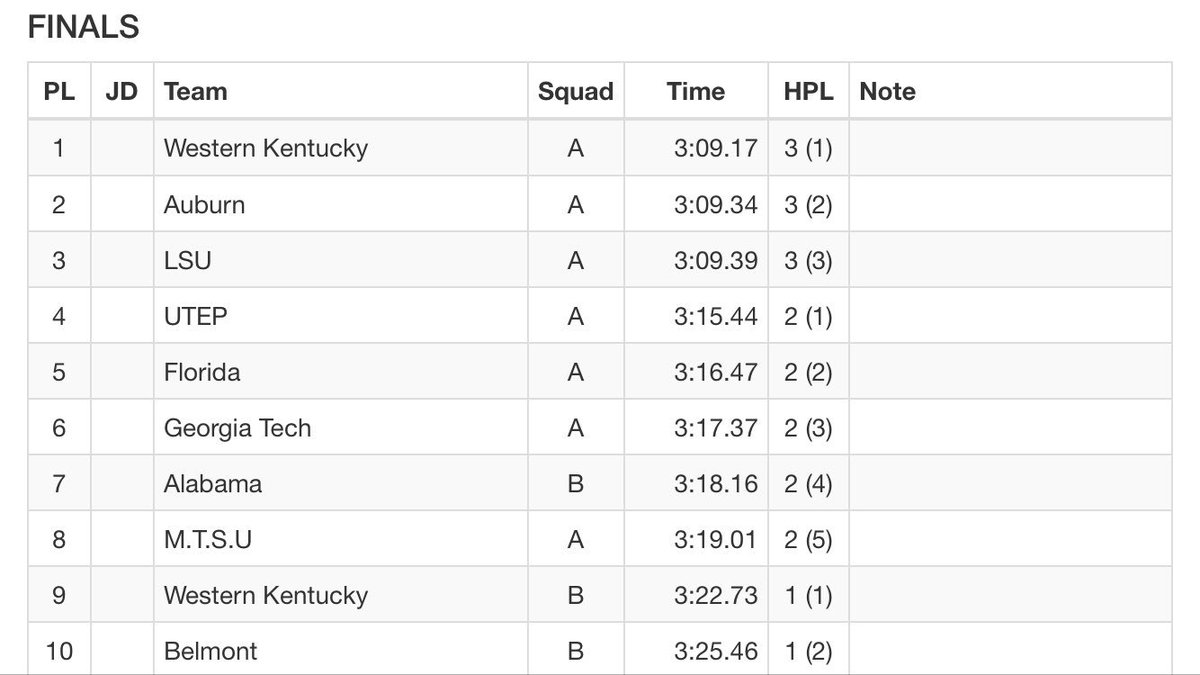 FINALS
PL JD Team Squad Time HPL Note
1 Western Kentucky A 3:09.17 3 (1)
2 Auburn A 3:09.34 3 (2)
3 LSU A 3:09.39 3 (3)
4 UTEP A 3:15.44 2 (1)
5 Florida A 3:16.47 2 (2)
6 Georgia Tech A 3:17.37 2 (3)
7 Alabama B 3:18.16 2 (4)
8 M.T.S.U A 3:19.01 2 (5)
9 Western Kentucky B 3:22.73 1 (1)
10 Belmont B 3:25.46 1 (2)